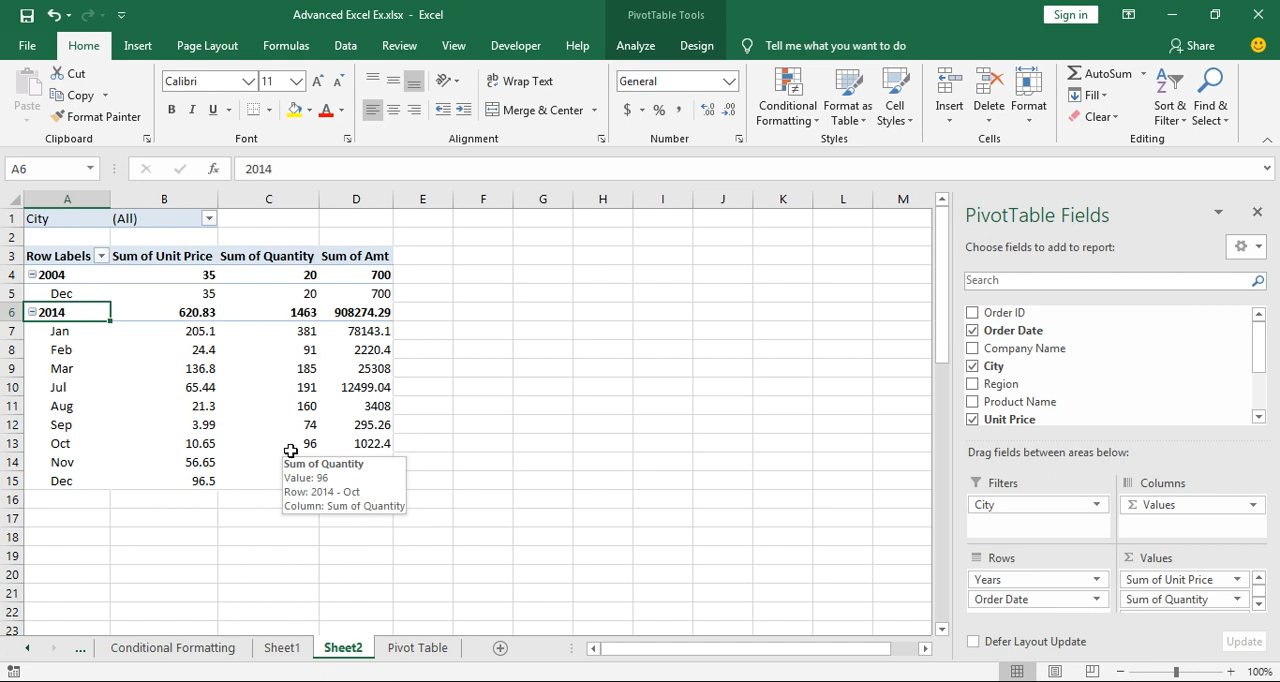 Advanced Excel Ex.xlsx - Excel
PivotTable Tools
Sign in
File Home Insert Page Layout Formulas Data Review View Developer Help Analyze Design Tell me what you want to do Share
Paste
Cut
Copy
Format Painter
Clipboard
Calibri 11
B I U
A A
A
Font
Wrap Text
Merge & Center
Alignment
General
$ % ,
Number
Conditional Formatting
Format as Table
Cell Styles
Styles
Insert Delete Format
Cells
AutoSum
Fill
Clear
Sort & Filter
Find & Select
Editing
A6 fx 2014
A B C D E F G H I J K L M
1 City (All)
2
3 Row Labels Sum of Unit Price Sum of Quantity Sum of Amt
4 2004 35 20 700
5 Dec 35 20 700
6 2014 620.83 1463 908274.29
7 Jan 205.1 381 78143.1
8 Feb 24.4 91 2220.4
9 Mar 136.8 185 25308
10 Jul 65.44 191 12499.04
11 Aug 21.3 160 3408
12 Sep 3.99 74 295.26
13 Oct 10.65 96 1022.4
14 Nov 56.65
15 Dec 96.5
16
17
18
19
20
21
22
23
Sum of Quantity
Value: 96
Row: 2014 - Oct
Column: Sum of Quantity
PivotTable Fields
Choose fields to add to report:
Search
Order ID
Order Date
Company Name
City
Region
Product Name
Unit Price
Drag fields between areas below:
Filters
City
Columns
Σ Values
Rows
Years
Order Date
Σ Values
Sum of Unit Price
Sum of Quantity
Defer Layout Update Update
... Conditional Formatting Sheet1 Sheet2 Pivot Table
100%